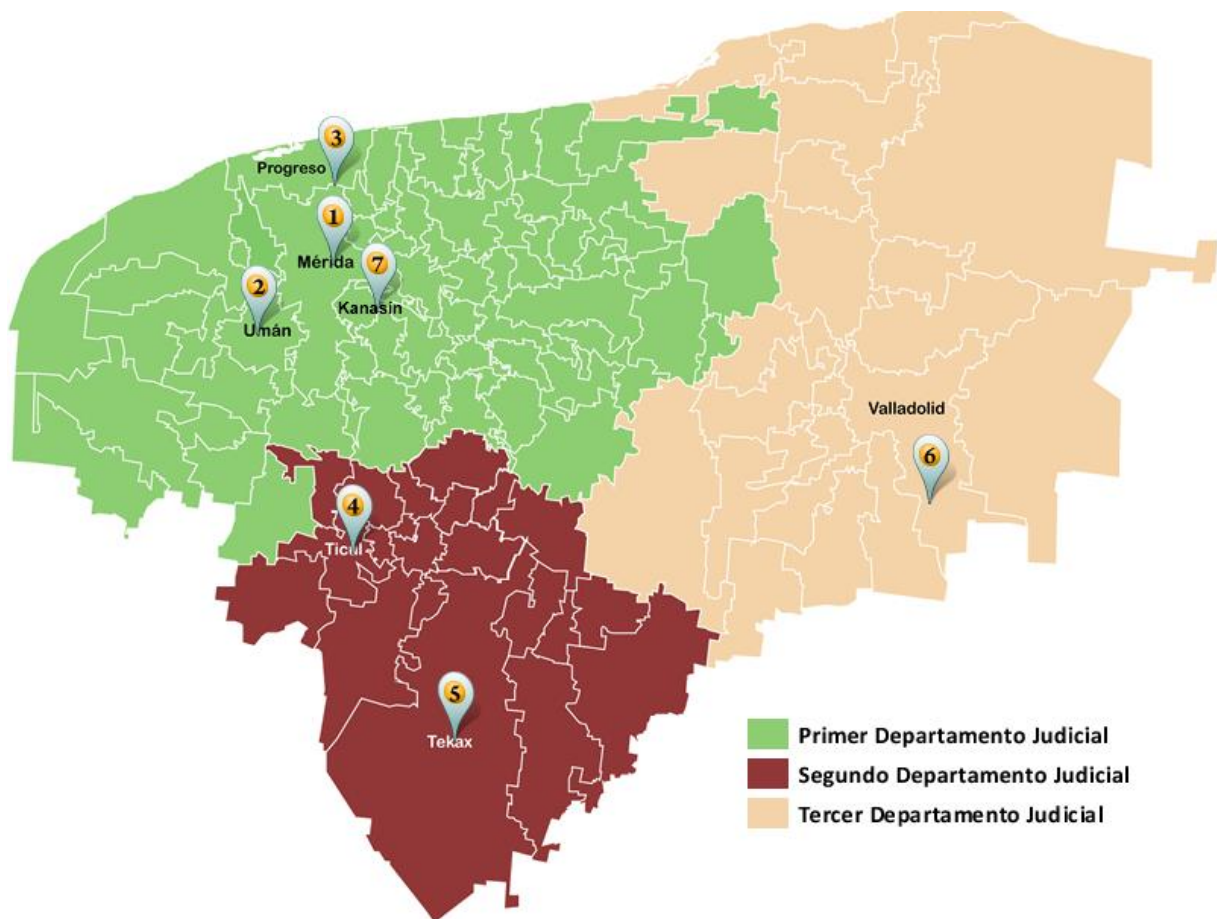 3
Progreso
1
Mérida
7
2
Kanasín
Umán
Valladolid
6
4
Ticul
5
Tekax
Primer Departamento Judicial
Segundo Departamento Judicial
Tercer Departamento Judicial